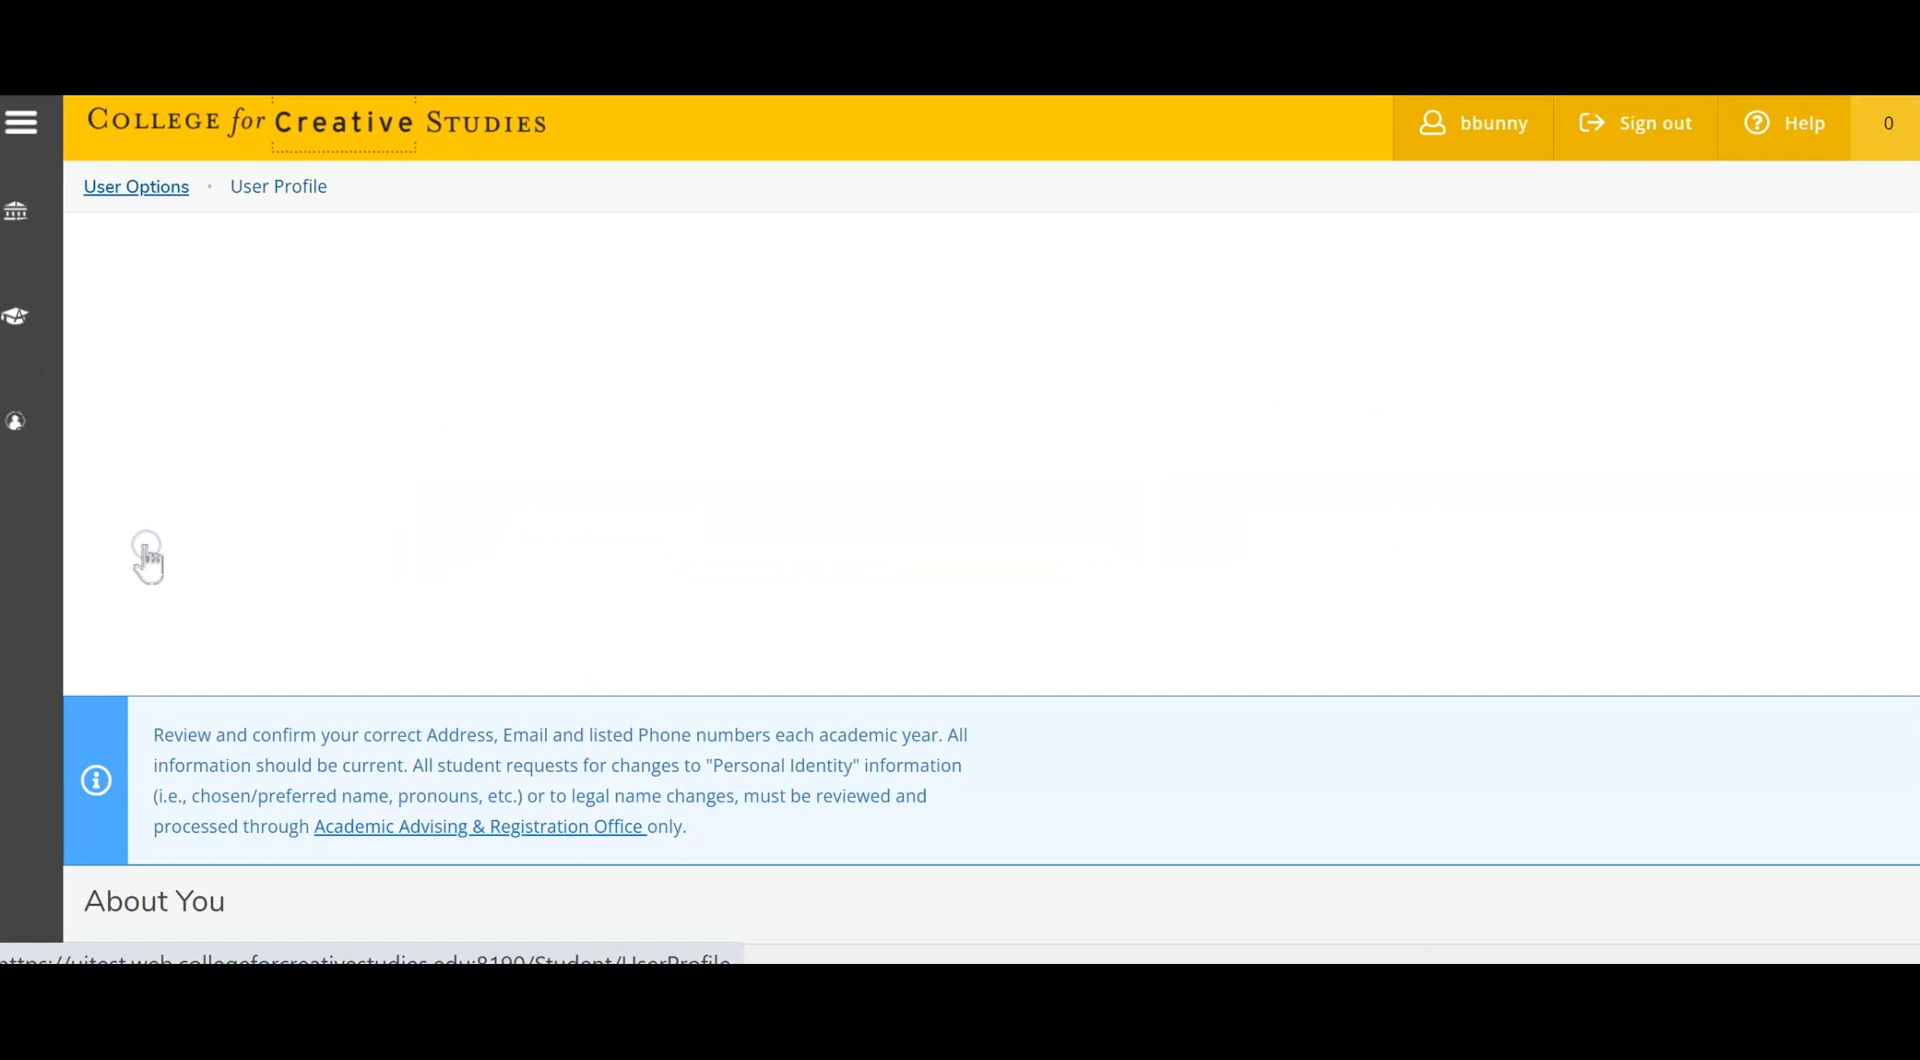 COLLEGE for Creative STUDIES
bbunny
Sign out
Help
0
User Options
User Profile
Review and confirm your correct Address, Email and listed Phone numbers each academic year. All
information should be current. All student requests for changes to "Personal Identity" information
(i.e., chosen/preferred name, pronouns, etc.) or to legal name changes, must be reviewed and
processed through Academic Advising & Registration Office only.
About You
https://uitest.web.collegeforcreativestudies.edu:8190/Student/UserProfile